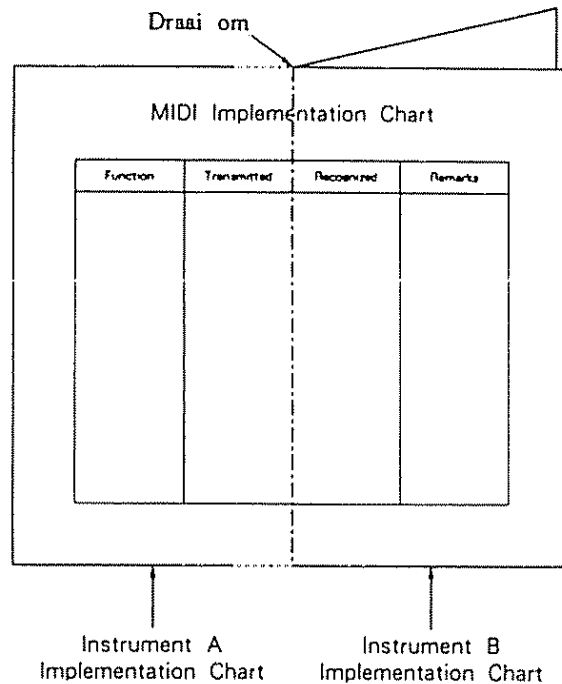 Draai om
MIDI Implementation Chart
Function Transmitted Recognized Remarks
Instrument A
Implementation Chart
Instrument B
Implementation Chart